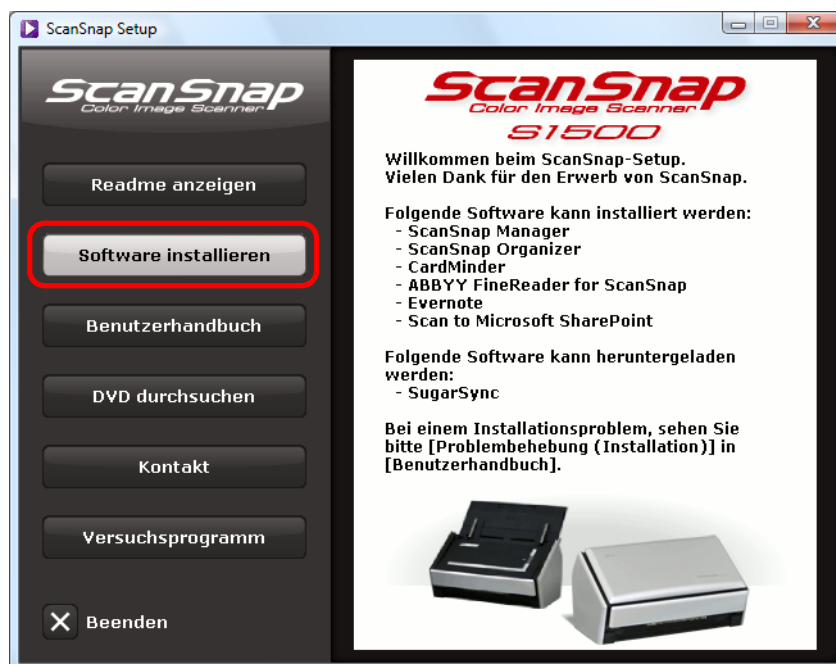 ScanSnap Setup
ScanSnap
Color Image Scanner
Readme anzeigen
Software installieren
Benutzerhandbuch
DVD durchsuchen
Kontakt
Versuchsprogramm
Beenden
ScanSnap
Color Image Scanner
S1500
Willkommen beim ScanSnap-Setup.
Vielen Dank für den Erwerb von ScanSnap.
Folgende Software kann installiert werden:
- ScanSnap Manager
- ScanSnap Organizer
- CardMinder
- ABBYY FineReader for ScanSnap
- Evernote
- Scan to Microsoft SharePoint
Folgende Software kann heruntergeladen
werden:
- SugarSync
Bei einem Installationsproblem, sehen Sie
bitte [Problembehebung (Installation)] in
[Benutzerhandbuch].